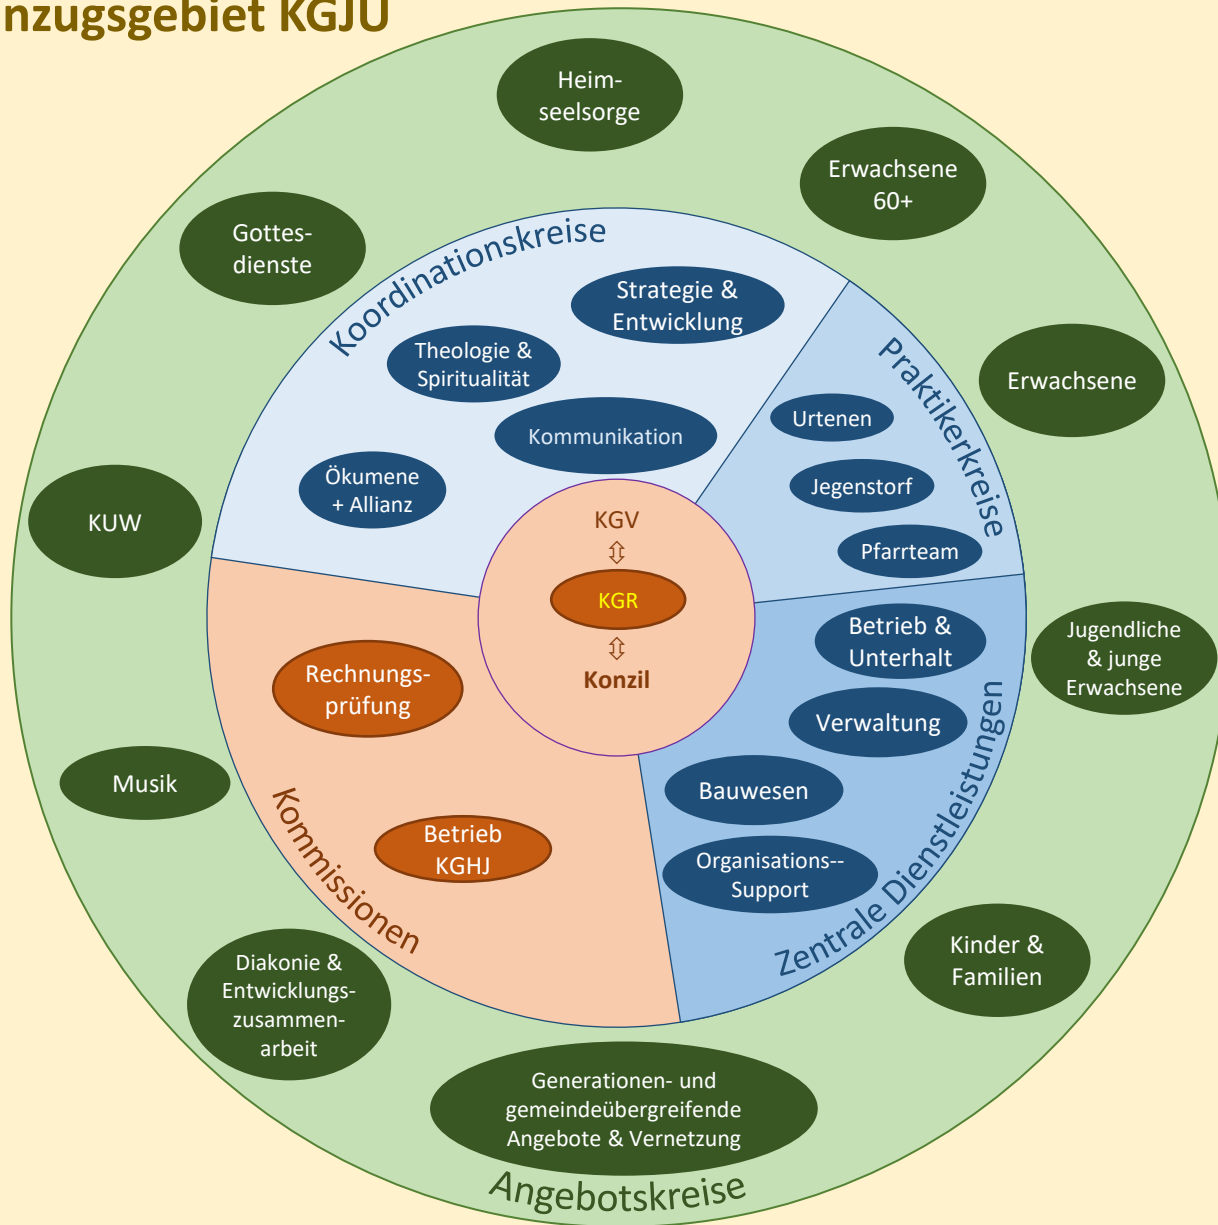 nzugsgebiet KGJU
Heim-
seelsorge
Erwachsene
60+
Gottes-
dienste
Koordinationskreise
Strategie &
Entwicklung
Theologie &
Spiritualität
Kommunikation
Ökumene
+ Allianz
Praktikerkreise
Urtenen
Jegenstorf
Pfarrteam
Erwachsene
KUW
KGV
⇕
KGR
⇕
Konzil
Betrieb &
Unterhalt
Verwaltung
Bauwesen
Organisations--
Support
Zentrale Dienstleistungen
Jugendliche
& junge
Erwachsene
Rechnungs-
prüfung
Betrieb
KGHJ
Kommissionen
Musik
Kinder &
Familien
Diakonie &
Entwicklungs-
zusammen-
arbeit
Generationen- und
gemeindeübergreifende
Angebote & Vernetzung
Angebotskreise